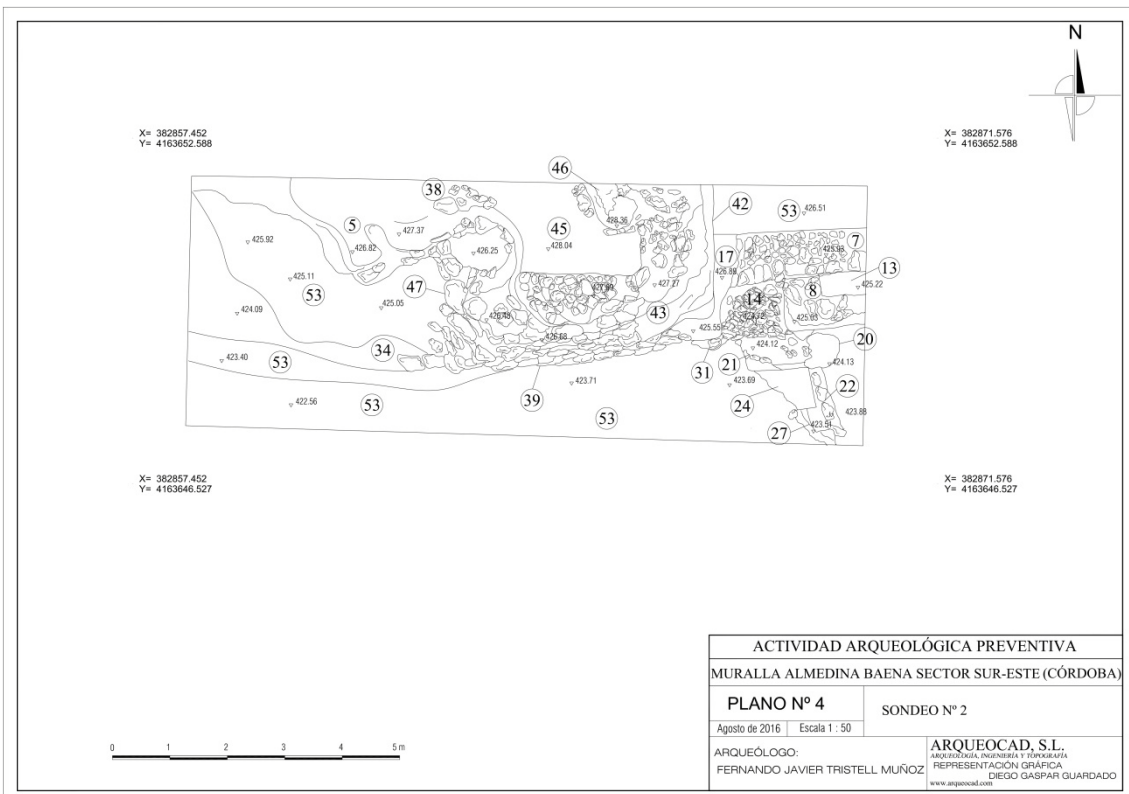 N
X= 382857.452
Y= 4163652.588
X= 382871.576
Y= 4163652.588
46
38
42
53
426.51
5
427.37
45
428.36
425.92
426.82
426.25
428.04
17
425.93
7
13
425.11
53
47
427.27
426.89
14
8
425.22
424.09
425.05
43
425.03
34
425.55
423.40
53
31
424.12
21
20
424.13
39
423.71
423.69
24
22
422.56
53
53
423.88
27
423.51
X= 382857.452
Y= 4163646.527
X= 382871.576
Y= 4163646.527
ACTIVIDAD ARQUEOLÓGICA PREVENTIVA
MURALLA ALMEDINA BAENA SECTOR SUR-ESTE (CÓRDOBA)
PLANO Nº 4
SONDEO Nº 2
Agosto de 2016
Escala 1 : 50
0 1 2 3 4 5 m
ARQUEÓLOGO:
FERNANDO JAVIER TRISTELL MUÑOZ
ARQUEOCAD, S.L.
ARQUEOLOGÍA, INGENIERÍA Y TOPOGRAFÍA
REPRESENTACIÓN GRÁFICA
DIEGO GASPAR GUARDADO
www.arqueocad.com